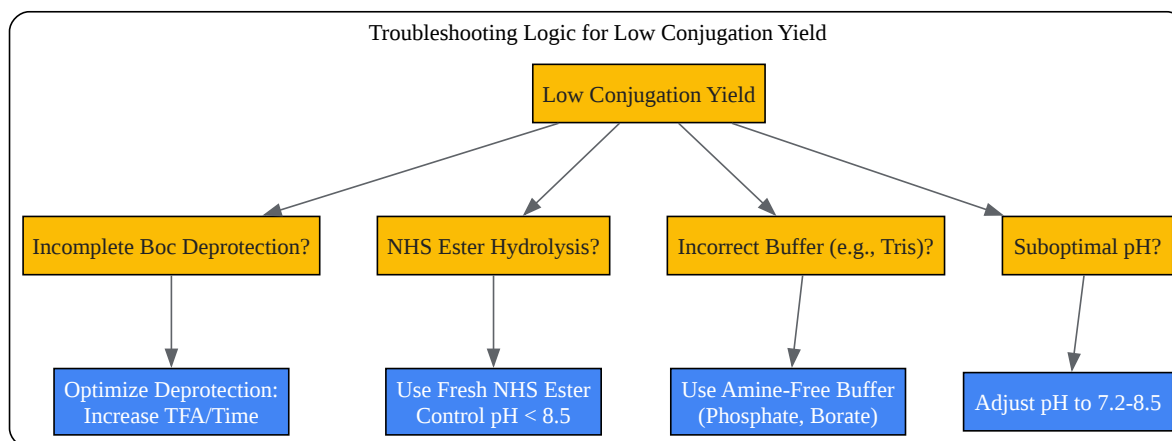 Troubleshooting Logic for Low Conjugation Yield
Low Conjugation Yield
Incomplete Boc Deprotection?
NHS Ester Hydrolysis?
Incorrect Buffer (e.g., Tris)?
Suboptimal pH?
Optimize Deprotection:
Increase TFA/Time
Use Fresh NHS Ester
Control pH < 8.5
Use Amine-Free Buffer
(Phosphate, Borate)
Adjust pH to 7.2-8.5